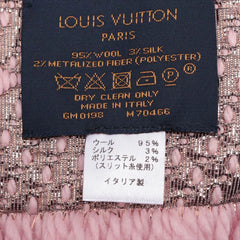 LOUIS VUITTON
PARIS
95% WOOL 3% SILK
2% METALIZED FIBER (POLYESTER)
DRY CLEAN ONLY
MADE IN ITALY
GM0198 M70466
ウール 95%
シルク 3%
ポリエステル 2%
(スリット糸使用)
イタリア製